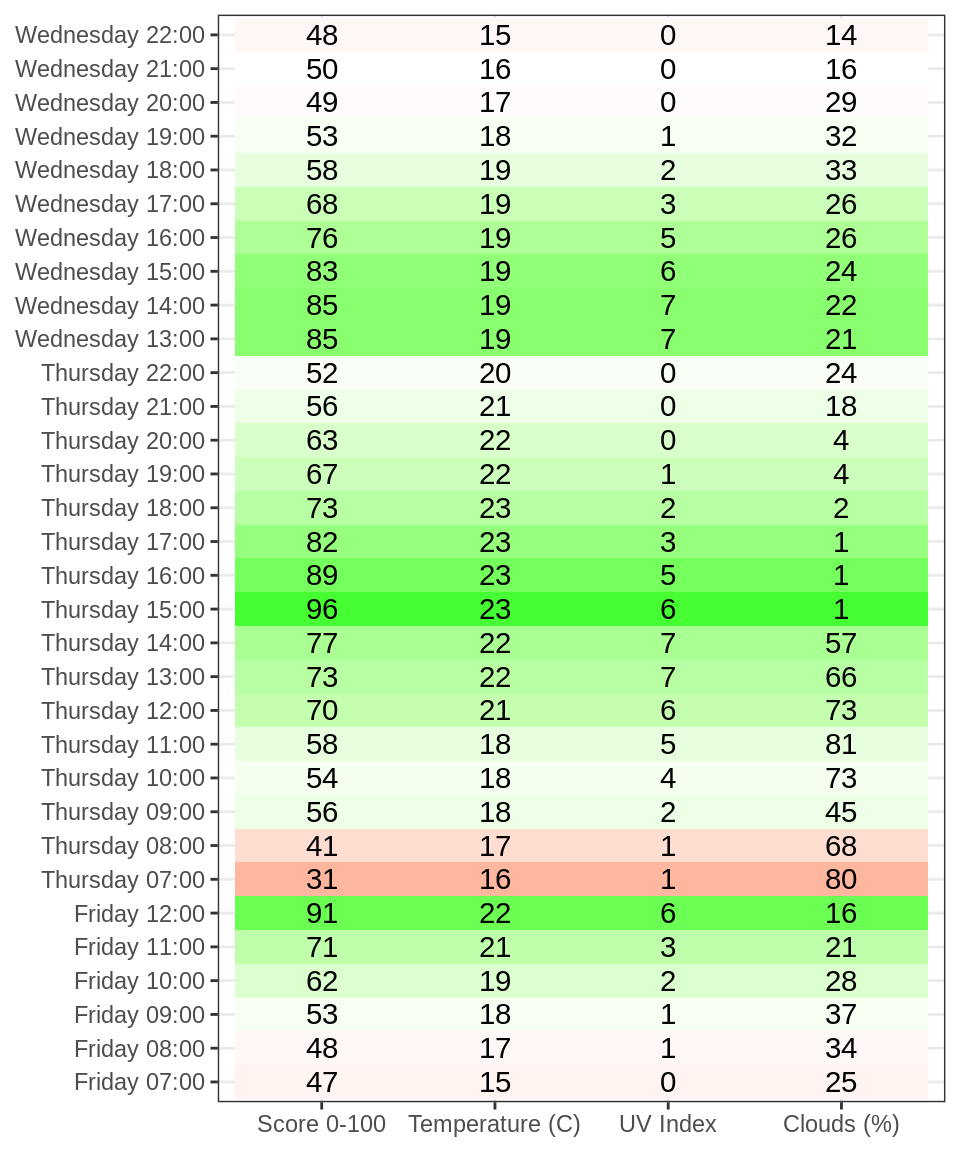 Wednesday 22:00 48 15 0 14
Wednesday 21:00 50 16 0 16
Wednesday 20:00 49 17 0 29
Wednesday 19:00 53 18 1 32
Wednesday 18:00 58 19 2 33
Wednesday 17:00 68 19 3 26
Wednesday 16:00 76 19 5 26
Wednesday 15:00 83 19 6 24
Wednesday 14:00 85 19 7 22
Wednesday 13:00 85 19 7 21
Thursday 22:00 52 20 0 24
Thursday 21:00 56 21 0 18
Thursday 20:00 63 22 0 4
Thursday 19:00 67 22 1 4
Thursday 18:00 73 23 2 2
Thursday 17:00 82 23 3 1
Thursday 16:00 89 23 5 1
Thursday 15:00 96 23 6 1
Thursday 14:00 77 22 7 57
Thursday 13:00 73 22 7 66
Thursday 12:00 70 21 6 73
Thursday 11:00 58 18 5 81
Thursday 10:00 54 18 4 73
Thursday 09:00 56 18 2 45
Thursday 08:00 41 17 1 68
Thursday 07:00 31 16 1 80
Friday 12:00 91 22 6 16
Friday 11:00 71 21 3 21
Friday 10:00 62 19 2 28
Friday 09:00 53 18 1 37
Friday 08:00 48 17 1 34
Friday 07:00 47 15 0 25
Score 0-100 Temperature (C) UV Index Clouds (%)